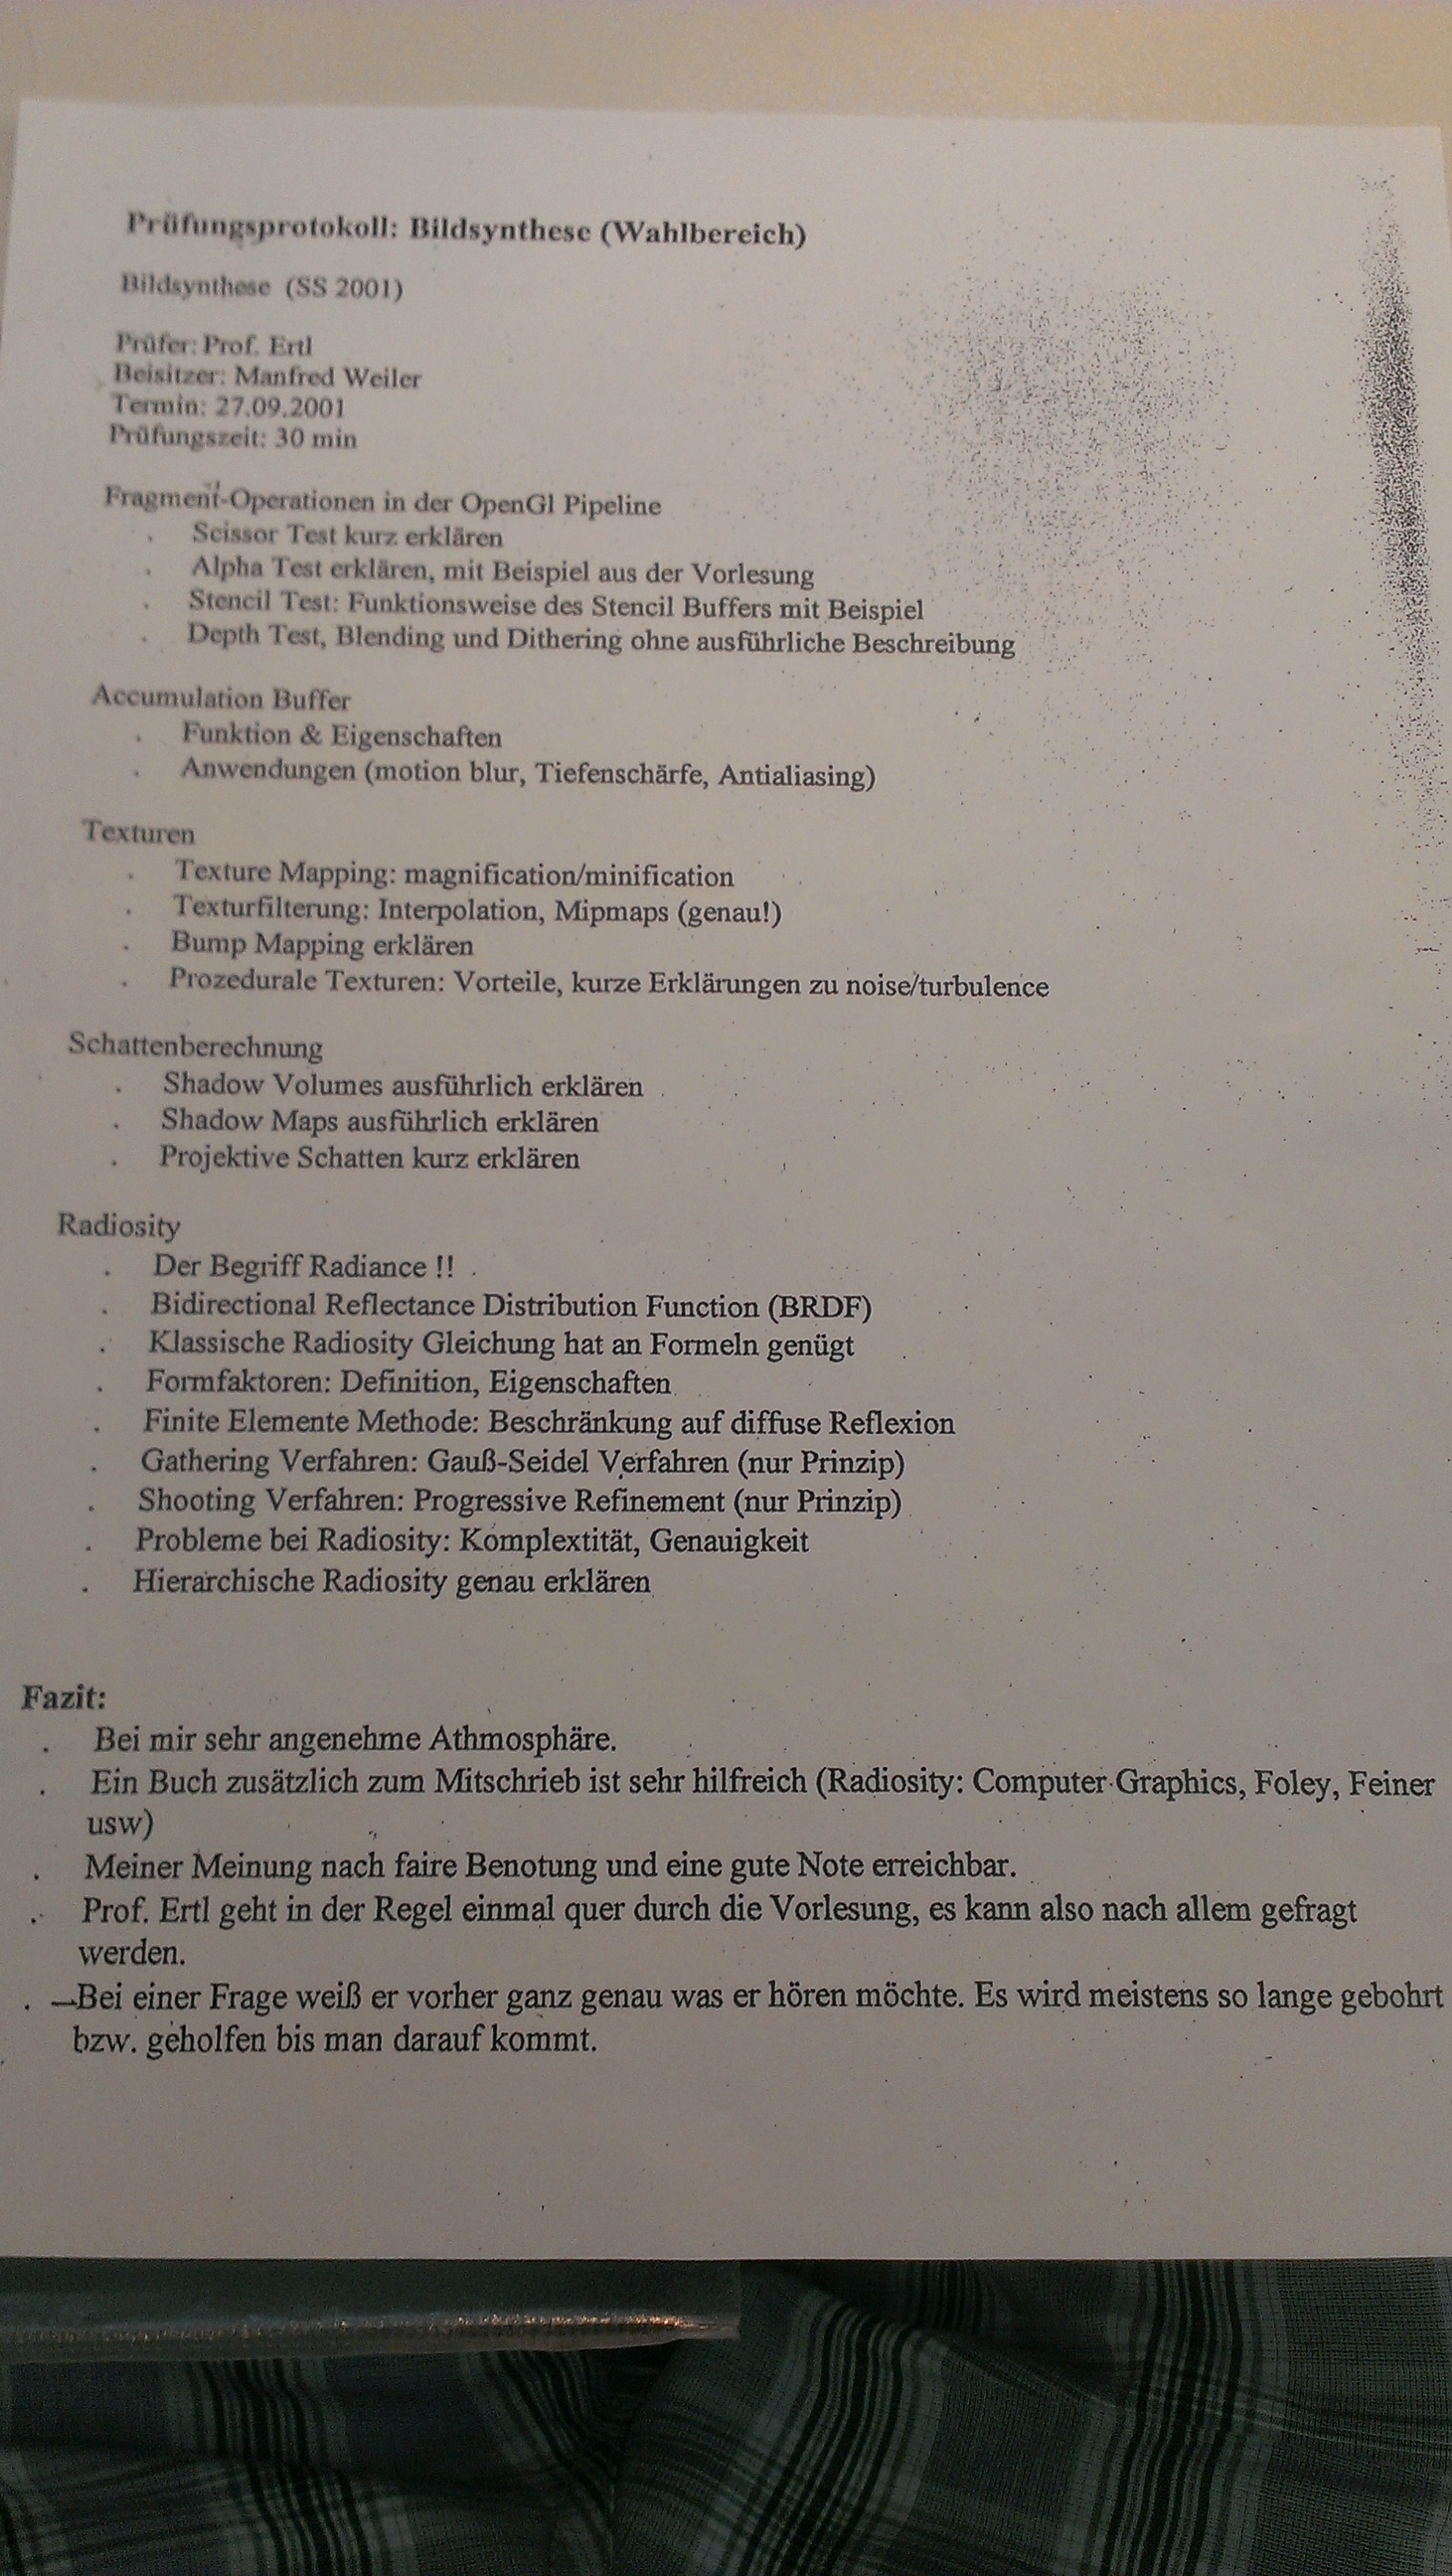 Prüfungsprotokoll: Bildsynthese (Wahlbereich)
Bildsynthese (SS 2001)
Prüfer: Prof. Ertl
Beisitzer: Manfred Weiler
Termin: 27.09.2001
Prüfungszeit: 30 min
Fragment-Operationen in der OpenGl Pipeline
. Scissor Test kurz erklären
. Alpha Test erklären, mit Beispiel aus der Vorlesung
. Stencil Test: Funktionsweise des Stencil Buffers mit Beispiel
. Depth Test, Blending und Dithering ohne ausführliche Beschreibung
Accumulation Buffer
. Funktion & Eigenschaften
. Anwendungen (motion blur, Tiefenschärfe, Antialiasing)
Texturen
. Texture Mapping: magnification/minification
. Texturfilterung: Interpolation, Mipmaps (genau!)
. Bump Mapping erklären
. Prozedurale Texturen: Vorteile, kurze Erklärungen zu noise/turbulence
Schattenberechnung
. Shadow Volumes ausführlich erklären
. Shadow Maps ausführlich erklären
. Projektive Schatten kurz erklären
Radiosity
. Der Begriff Radiance !!
. Bidirectional Reflectance Distribution Function (BRDF)
. Klassische Radiosity Gleichung hat an Formeln genügt
. Formfaktoren: Definition, Eigenschaften
. Finite Elemente Methode: Beschränkung auf diffuse Reflexion
. Gathering Verfahren: Gauß-Seidel Verfahren (nur Prinzip)
. Shooting Verfahren: Progressive Refinement (nur Prinzip)
. Probleme bei Radiosity: Komplextität, Genauigkeit
. Hierarchische Radiosity genau erklären
Fazit:
. Bei mir sehr angenehme Athmosphäre.
. Ein Buch zusätzlich zum Mitschrieb ist sehr hilfreich (Radiosity: Computer Graphics, Foley, Feiner
usw)
. Meiner Meinung nach faire Benotung und eine gute Note erreichbar.
. Prof. Ertl geht in der Regel einmal quer durch die Vorlesung, es kann also nach allem gefragt
werden.
. Bei einer Frage weiß er vorher ganz genau was er hören möchte. Es wird meistens so lange gebohrt
bzw. geholfen bis man darauf kommt.